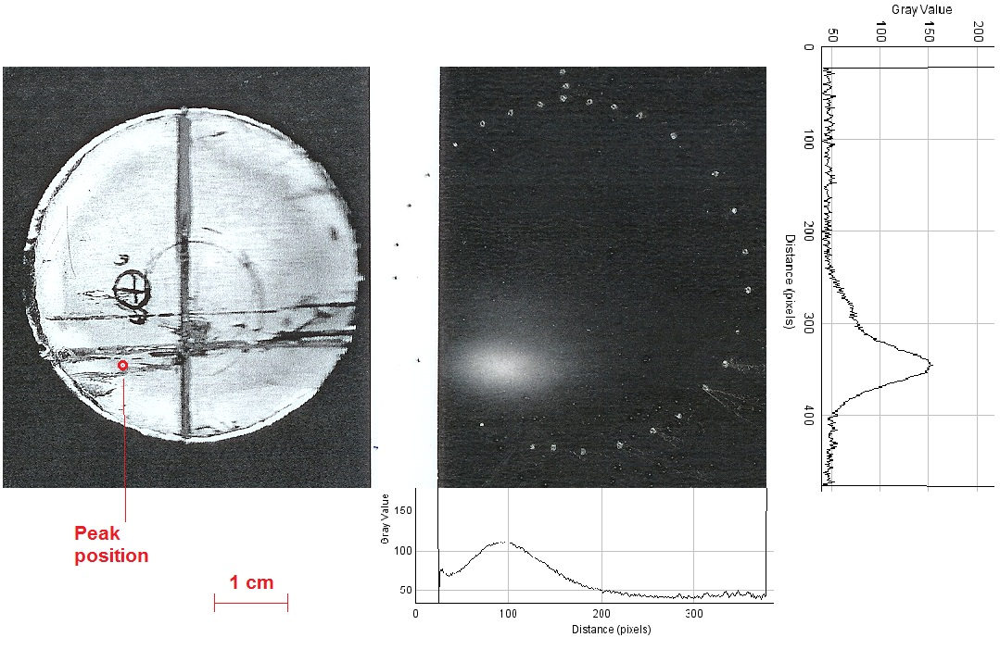 Gray Value
50
100
150
200
0
100
200
300
400
Distance (pixels)
Peak
position
1 cm
Gray Value
150
100
50
0
100
200
300
Distance (pixels)